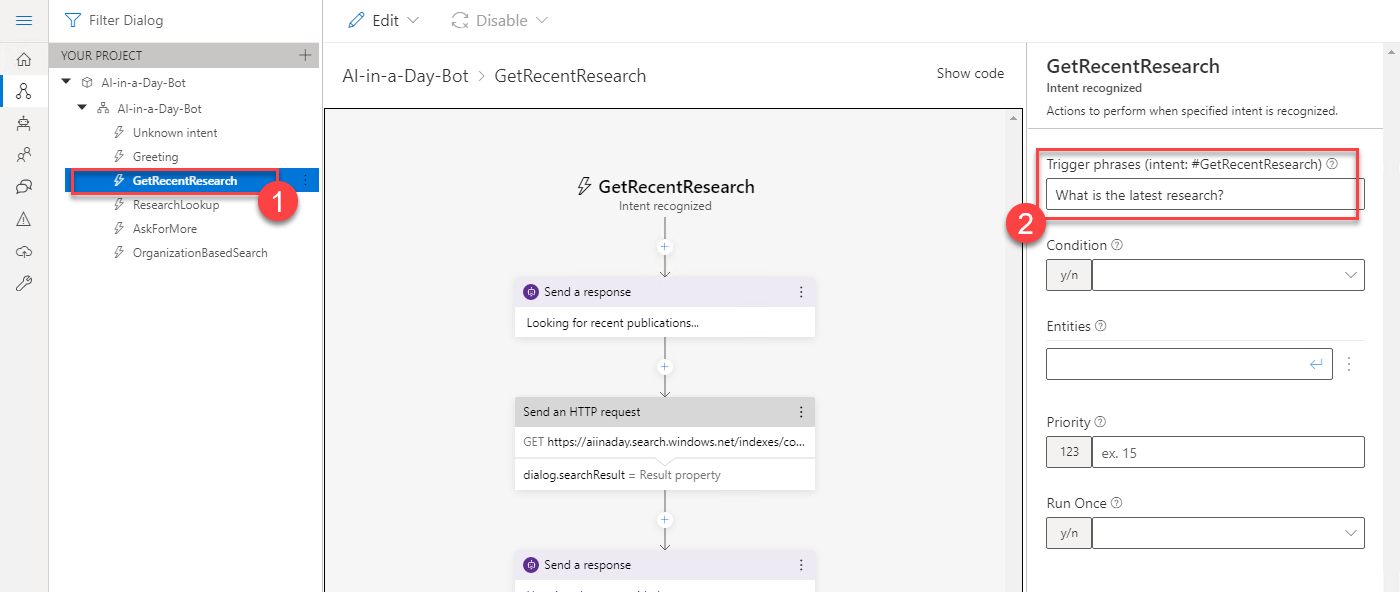 Filter Dialog
YOUR PROJECT
AI-in-a-Day-Bot
AI-in-a-Day-Bot
Unknown intent
Greeting
GetRecentResearch
1
ResearchLookup
AskForMore
OrganizationBasedSearch
Edit
Disable
AI-in-a-Day-Bot > GetRecentResearch
Show code
GetRecentResearch
Intent recognized
Send a response
Looking for recent publications...
Send an HTTP request
GET https://aiinaday.search.windows.net/indexes/co...
dialog.searchResult = Result property
Send a response
GetRecentResearch
Intent recognized
Actions to perform when specified intent is recognized.
Trigger phrases (intent: #GetRecentResearch)
What is the latest research?
2
Condition
y/n
Entities
Priority
123 ex. 15
Run Once
y/n